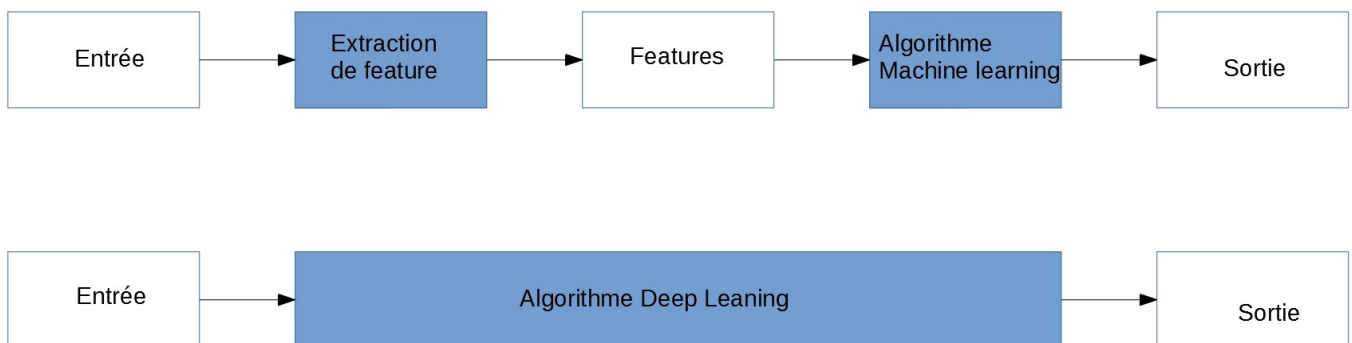 Entrée
Extraction
de feature
Features
Algorithme
Machine learning
Sortie
Entrée
Algorithme Deep Leaning
Sortie